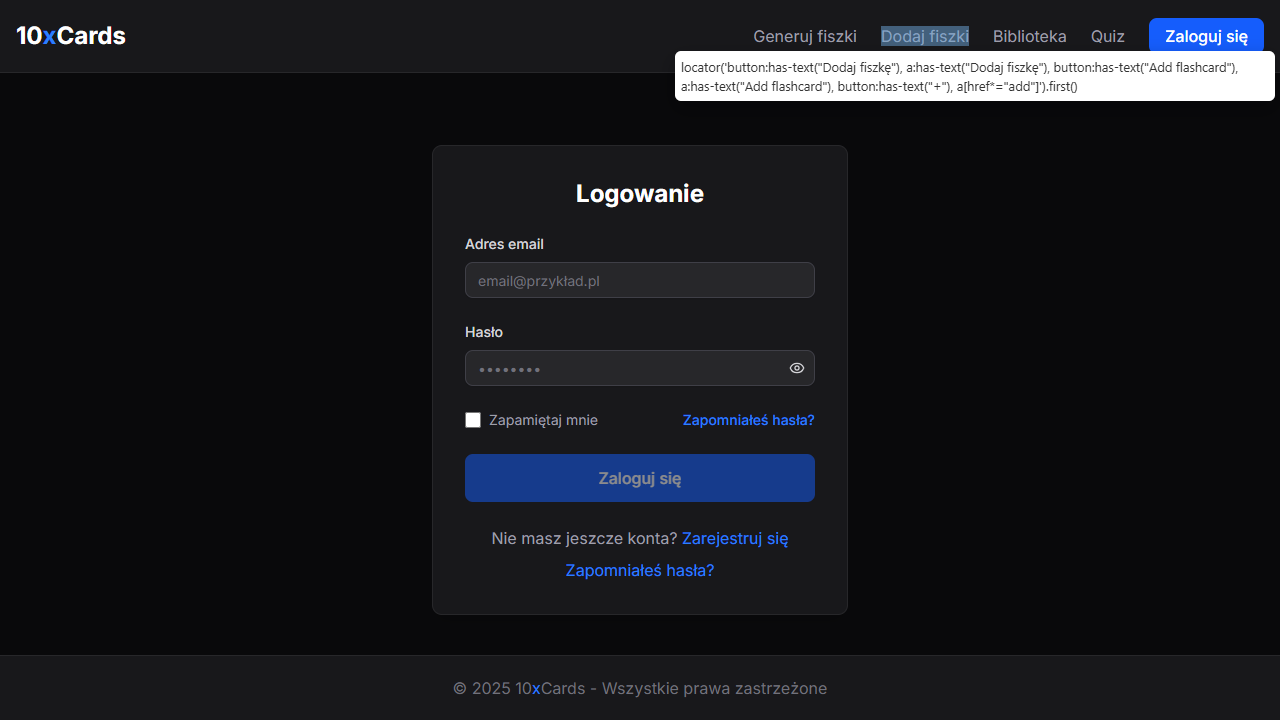 10xCards
Generuj fiszki Dodaj fiszki Biblioteka Quiz Zaloguj się
locator('button:has-text("Dodaj fiszkę"), a:has-text("Dodaj fiszkę"), button:has-text("Add flashcard"),
a:has-text("Add flashcard"), button:has-text("+"), a[href*="add"]').first()
Logowanie
Adres email
email@przykład.pl
Hasło
••••••••
Zapamiętaj mnie Zapomniałeś hasła?
Zaloguj się
Nie masz jeszcze konta? Zarejestruj się
Zapomniałeś hasła?
© 2025 10xCards - Wszystkie prawa zastrzeżone